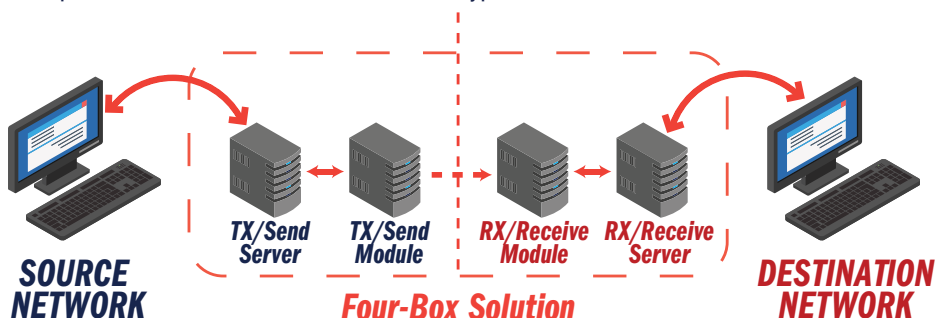 TX/Send
Server
TX/Send
Module
RX/Receive
Module
RX/Receive
Server
SOURCE
NETWORK
Four-Box Solution
DESTINATION
NETWORK